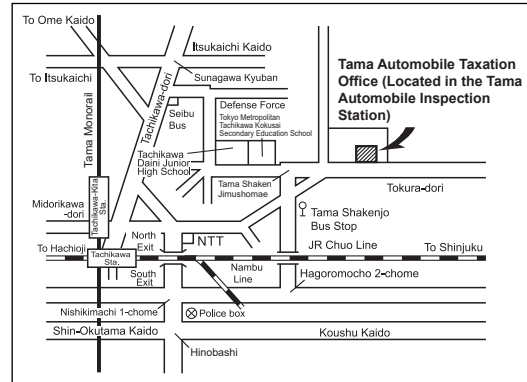 To Ome Kaido
Itsukaichi Kaido
To Itsukaichi
Sunagawa Kyuban
Tachikawa-dori
Tama Monorail
Seibu
Bus
Defense Force
Tokyo Metropolitan
Tachikawa Kokusai
Secondary Education School
Tama Automobile Taxation
Office (Located in the Tama
Automobile Inspection
Station)
Tachikawa
Daini Junior
High School
Tama Shaken
Jimushomae
Tokura-dori
Tachikawa-Kita
Sta.
Midorikawa
-dori
Tama Shakenjo
Bus Stop
To Hachioji
North
Exit
NTT
JR Chuo Line
To Shinjuku
Tachikawa
Sta.
South
Exit
Nambu
Line
Hagoromocho 2-chome
Nishikimachi 1-chome
Police box
Shin-Okutama Kaido
Koushu Kaido
Hinobashi